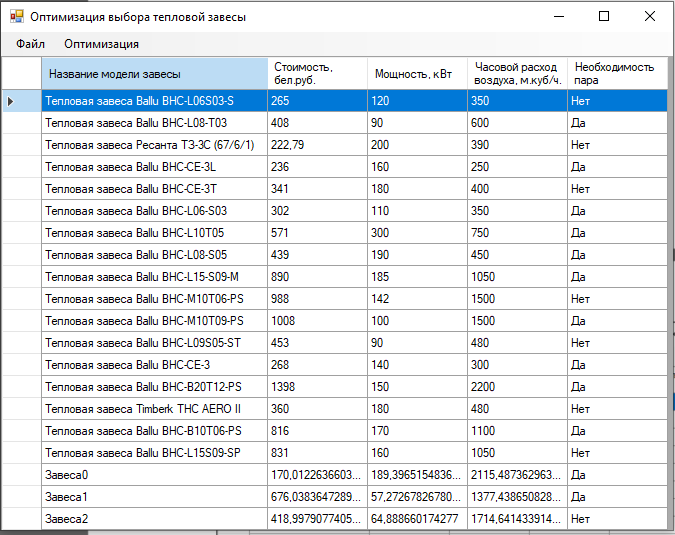 Оптимизация выбора тепловой завесы
Файл Оптимизация
Название модели завесы Стоимость, бел.руб. Мощность, кВт Часовой расход воздуха, м.куб/ч. Необходимость пара
Тепловая завеса Ballu BHC-L06S03-S 265 120 350 Нет
Тепловая завеса Ballu BHC-L08-T03 408 90 600 Да
Тепловая завеса Ресанта ТЗ-3С (67/6/1) 222,79 200 390 Нет
Тепловая завеса Ballu BHC-CE-3L 236 160 250 Да
Тепловая завеса Ballu BHC-CE-3T 341 180 400 Нет
Тепловая завеса Ballu BHC-L06-S03 302 110 350 Да
Тепловая завеса Ballu BHC-L10T05 571 300 750 Да
Тепловая завеса Ballu BHC-L08-S05 439 190 450 Да
Тепловая завеса Ballu BHC-L15-S09-M 890 185 1050 Да
Тепловая завеса Ballu BHC-M10T06-PS 988 142 1500 Нет
Тепловая завеса Ballu BHC-M10T09-PS 1008 100 1500 Да
Тепловая завеса Ballu BHC-L09S05-ST 453 90 480 Нет
Тепловая завеса Ballu BHC-CE-3 268 140 300 Да
Тепловая завеса Ballu BHC-B20T12-PS 1398 150 2200 Да
Тепловая завеса Timberk THC AERO II 360 180 480 Нет
Тепловая завеса Ballu BHC-B10T06-PS 816 170 1100 Да
Тепловая завеса Ballu BHC-L15S09-SP 831 160 1050 Нет
Завеса0 170,0122636603... 189,3965154836... 2115,487362963... Да
Завеса1 676,0383647289... 57,27267826780... 1377,438650828... Да
Завеса2 418,9979077405... 64,888660174277 1714,641433914... Нет